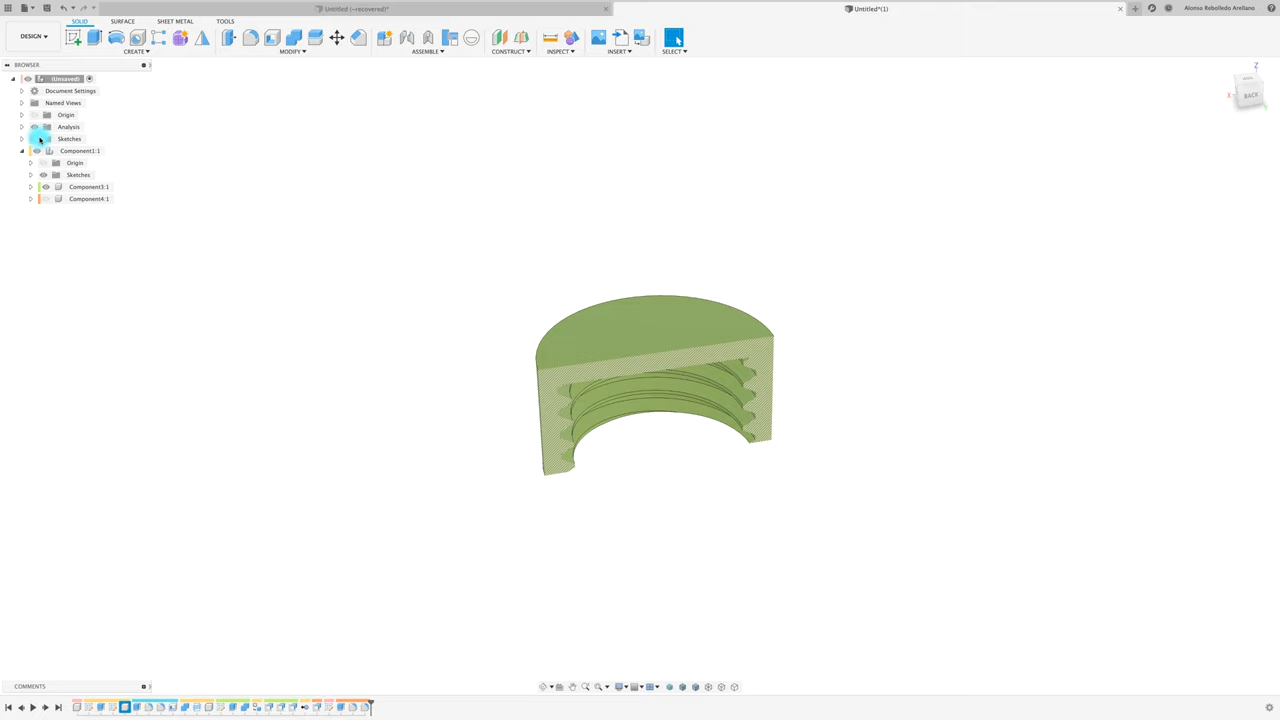 Untitled (~recovered)*
Untitled*(1)
Alonso Rebolledo Arellano
SOLID
SURFACE
SHEET METAL
TOOLS
DESIGN ▾
CREATE ▾
MODIFY ▾
ASSEMBLE ▾
CONSTRUCT ▾
INSPECT ▾
INSERT ▾
SELECT ▾
BROWSER
(Unsaved)
Document Settings
Named Views
Origin
Analysis
Sketches
Component1:1
Origin
Sketches
Component3:1
Component4:1
Z
X
BACK
COMMENTS